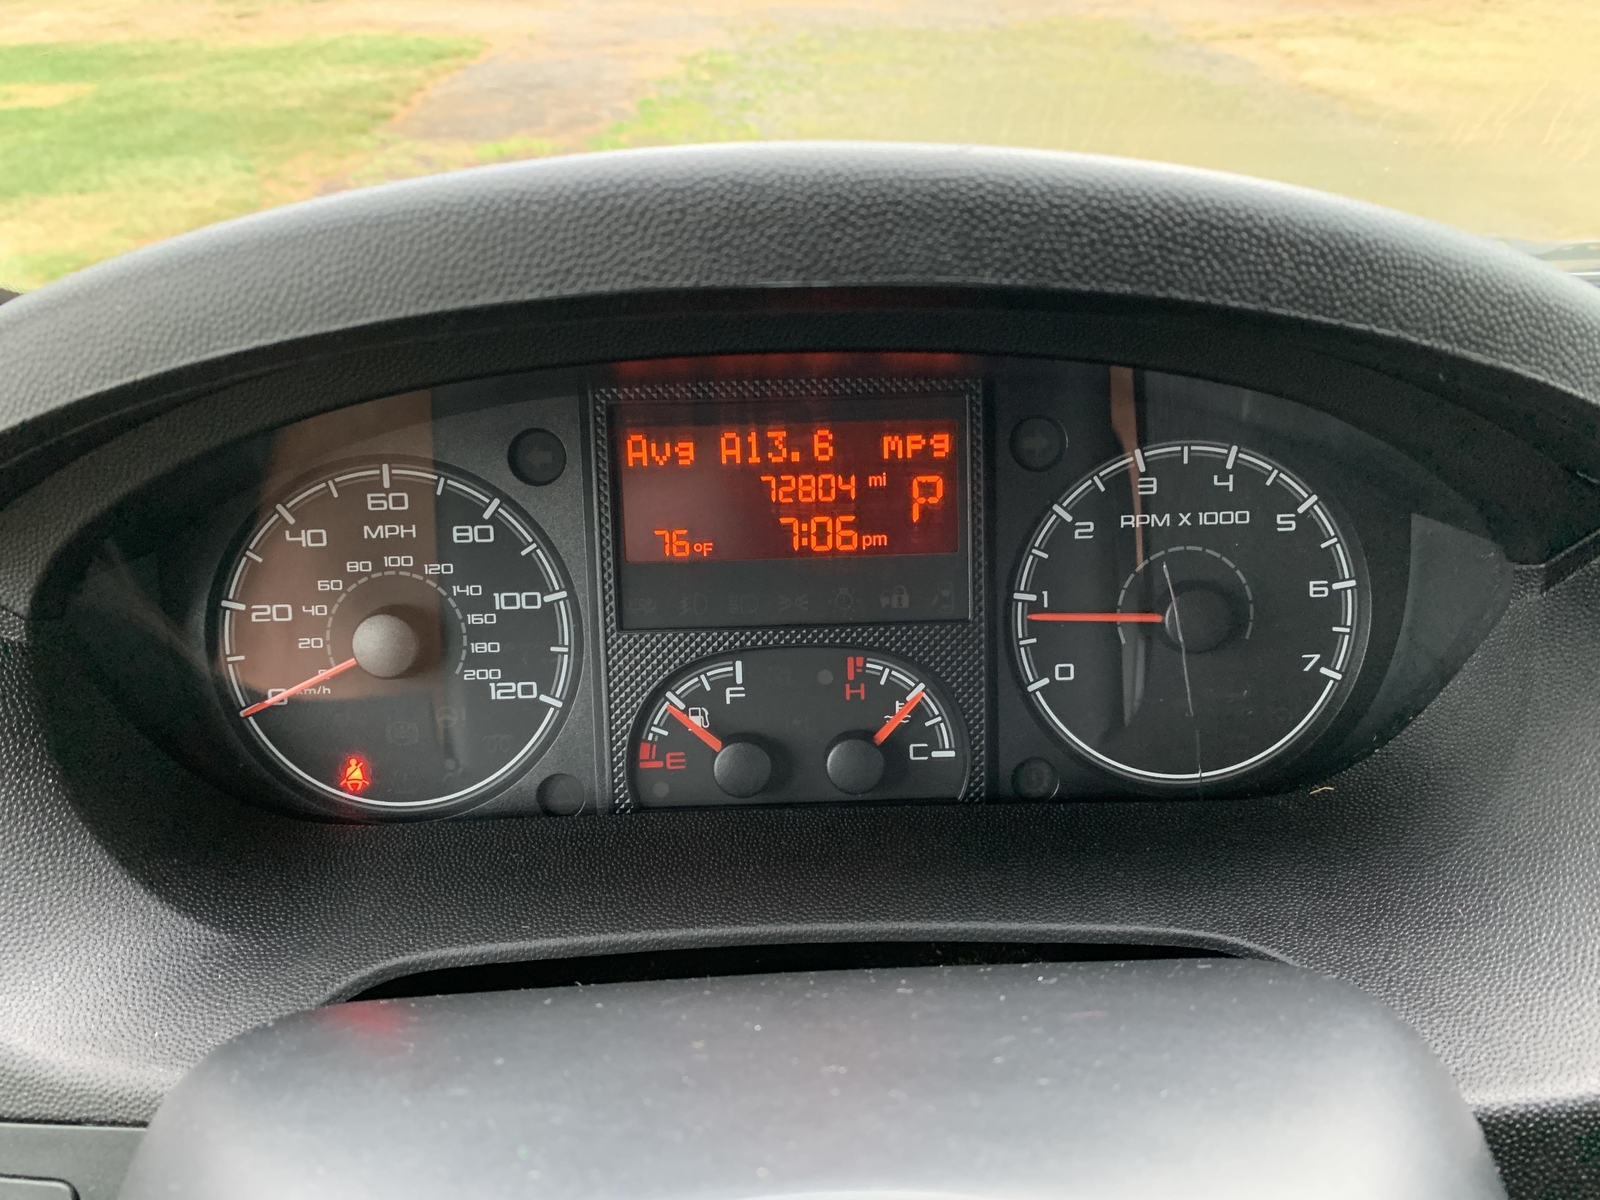 Avg A13.6 mpg
72804 mi
P
76°F 7:06 pm
0 20 40 60 80 100 120
MPH
20 40 60 80 100 120 140 160 180 200
km/h
E F
H C
RPM X 1000
0 1 2 3 4 5 6 7